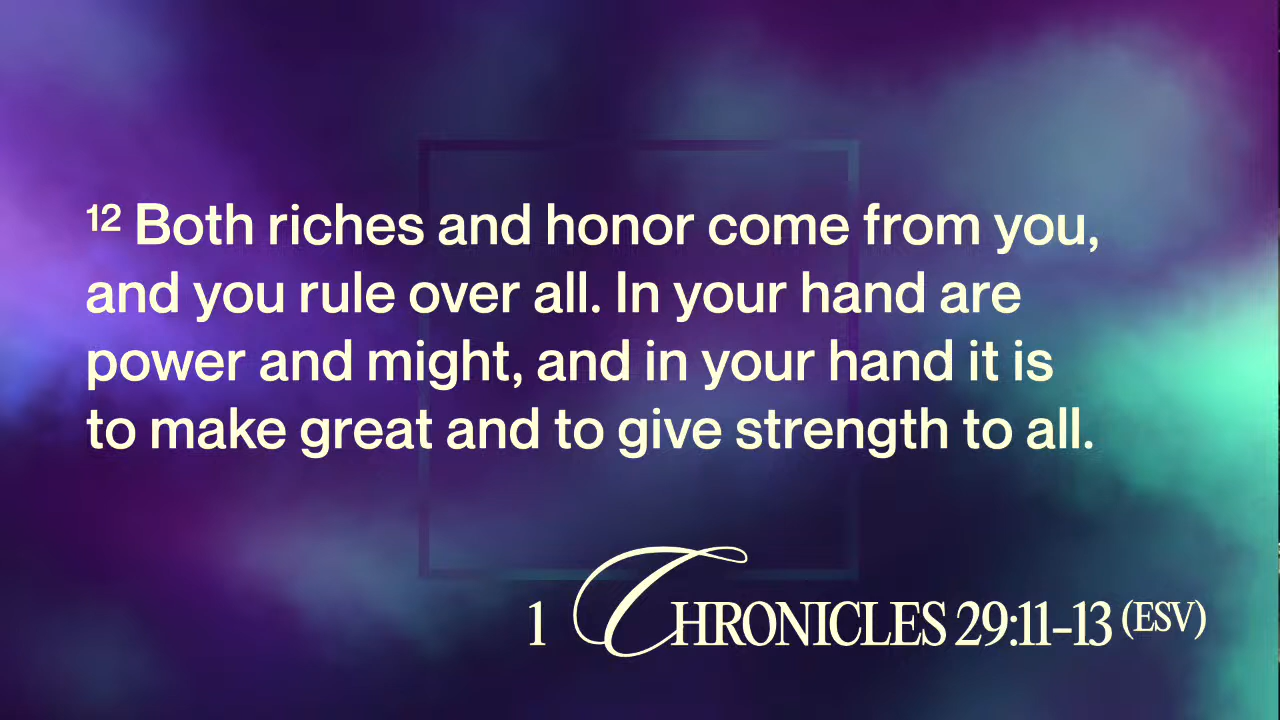 12 Both riches and honor come from you,
and you rule over all. In your hand are
power and might, and in your hand it is
to make great and to give strength to all.
1 CHRONICLES 29:11-13 (ESV)